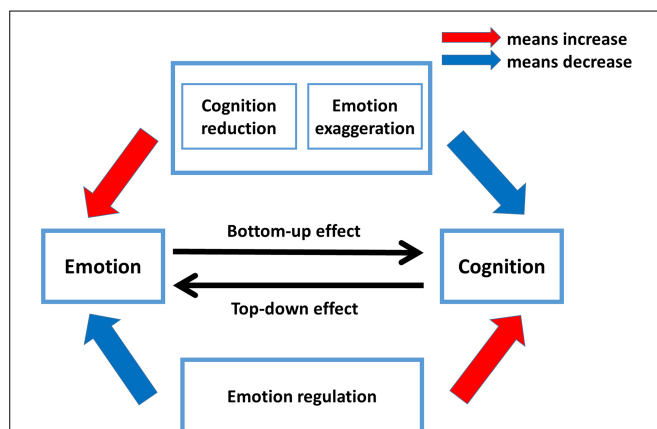 means increase
means decrease
Cognition
reduction
Emotion
exaggeration
Bottom-up effect
Emotion
Cognition
Top-down effect
Emotion regulation